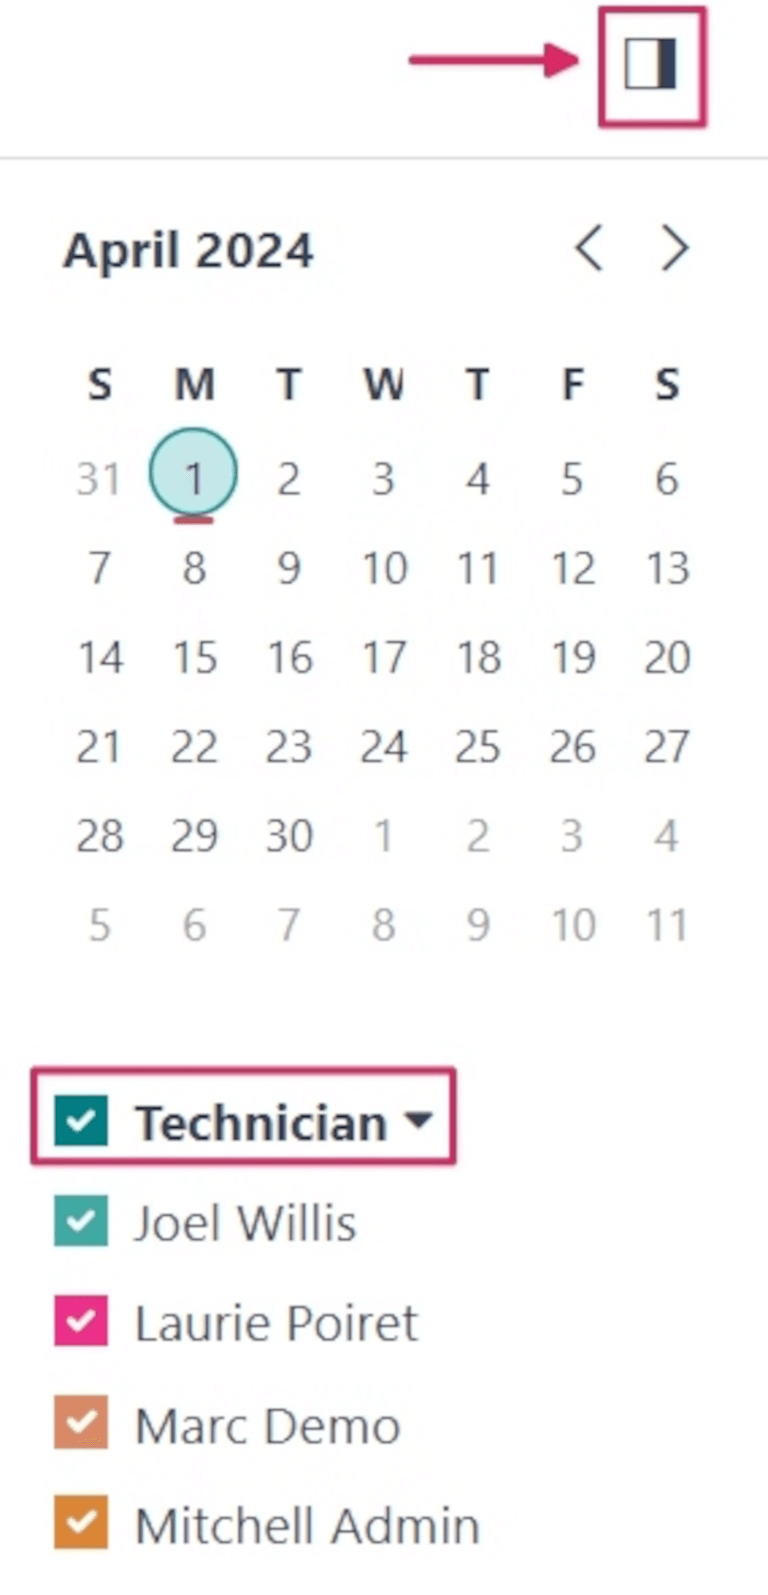 April 2024
S M T W T F S
31 1 2 3 4 5 6
7 8 9 10 11 12 13
14 15 16 17 18 19 20
21 22 23 24 25 26 27
28 29 30 1 2 3 4
5 6 7 8 9 10 11
Technician
Joel Willis
Laurie Poiret
Marc Demo
Mitchell Admin